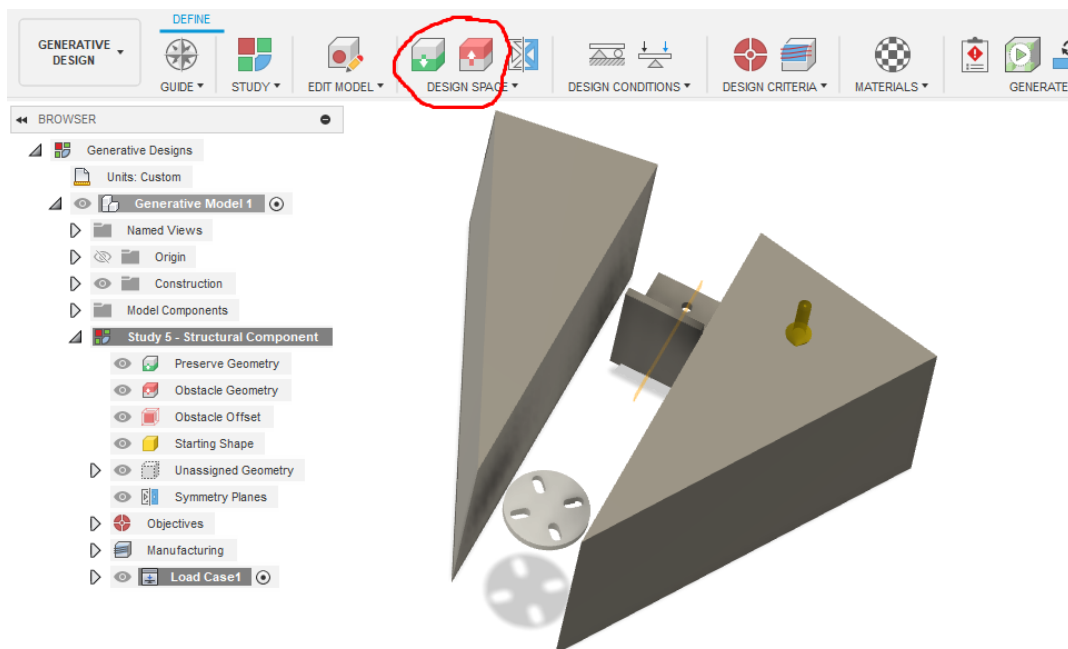 DEFINE
GENERATIVE
DESIGN
GUIDE
STUDY
EDIT MODEL
DESIGN SPACE
DESIGN CONDITIONS
DESIGN CRITERIA
MATERIALS
GENERATE
BROWSER
Generative Designs
Units: Custom
Generative Model 1
Named Views
Origin
Construction
Model Components
Study 5 - Structural Component
Preserve Geometry
Obstacle Geometry
Obstacle Offset
Starting Shape
Unassigned Geometry
Symmetry Planes
Objectives
Manufacturing
Load Case1